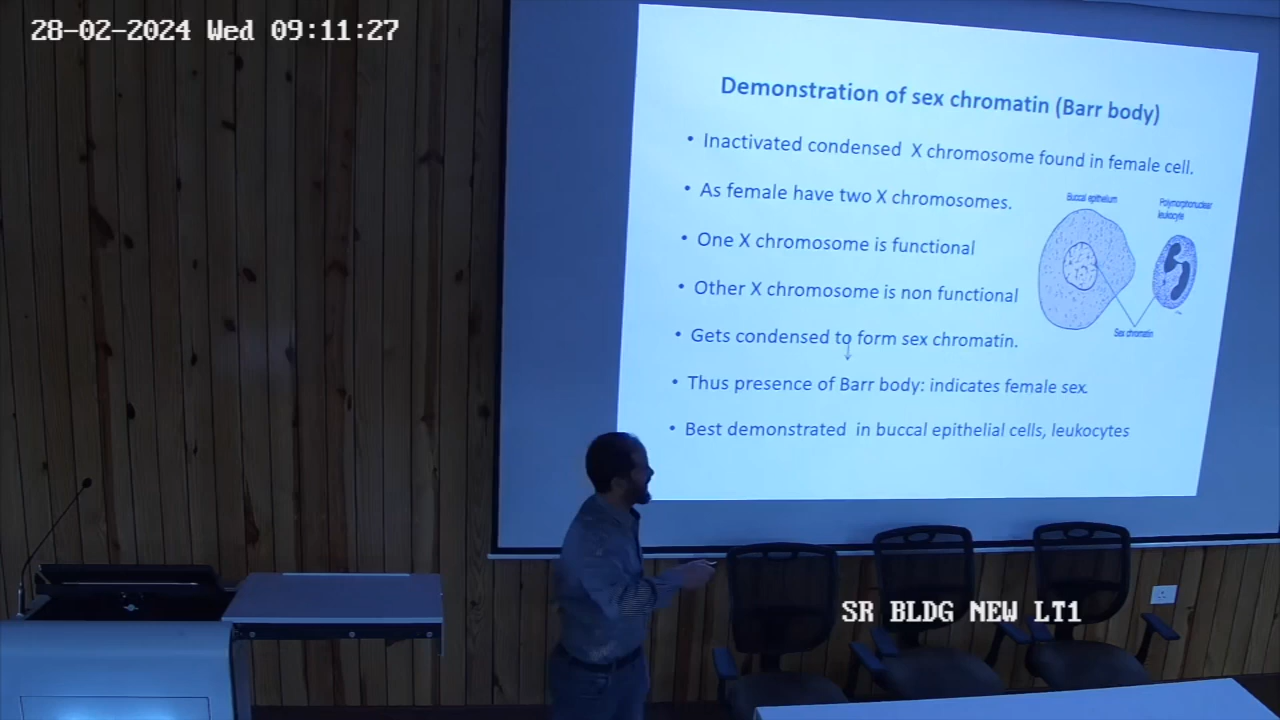 28-02-2024 Wed 09:11:27
Demonstration of sex chromatin (Barr body)
• Inactivated condensed X chromosome found in female cell.
• As female have two X chromosomes.
• One X chromosome is functional
• Other X chromosome is non functional
• Gets condensed to form sex chromatin.
• Thus presence of Barr body: indicates female sex.
• Best demonstrated in buccal epithelial cells, leukocytes
Buccal epithelium
Polymorphonuclear
leukocyte
Sex chromatin
SR BLDG NEW LT1